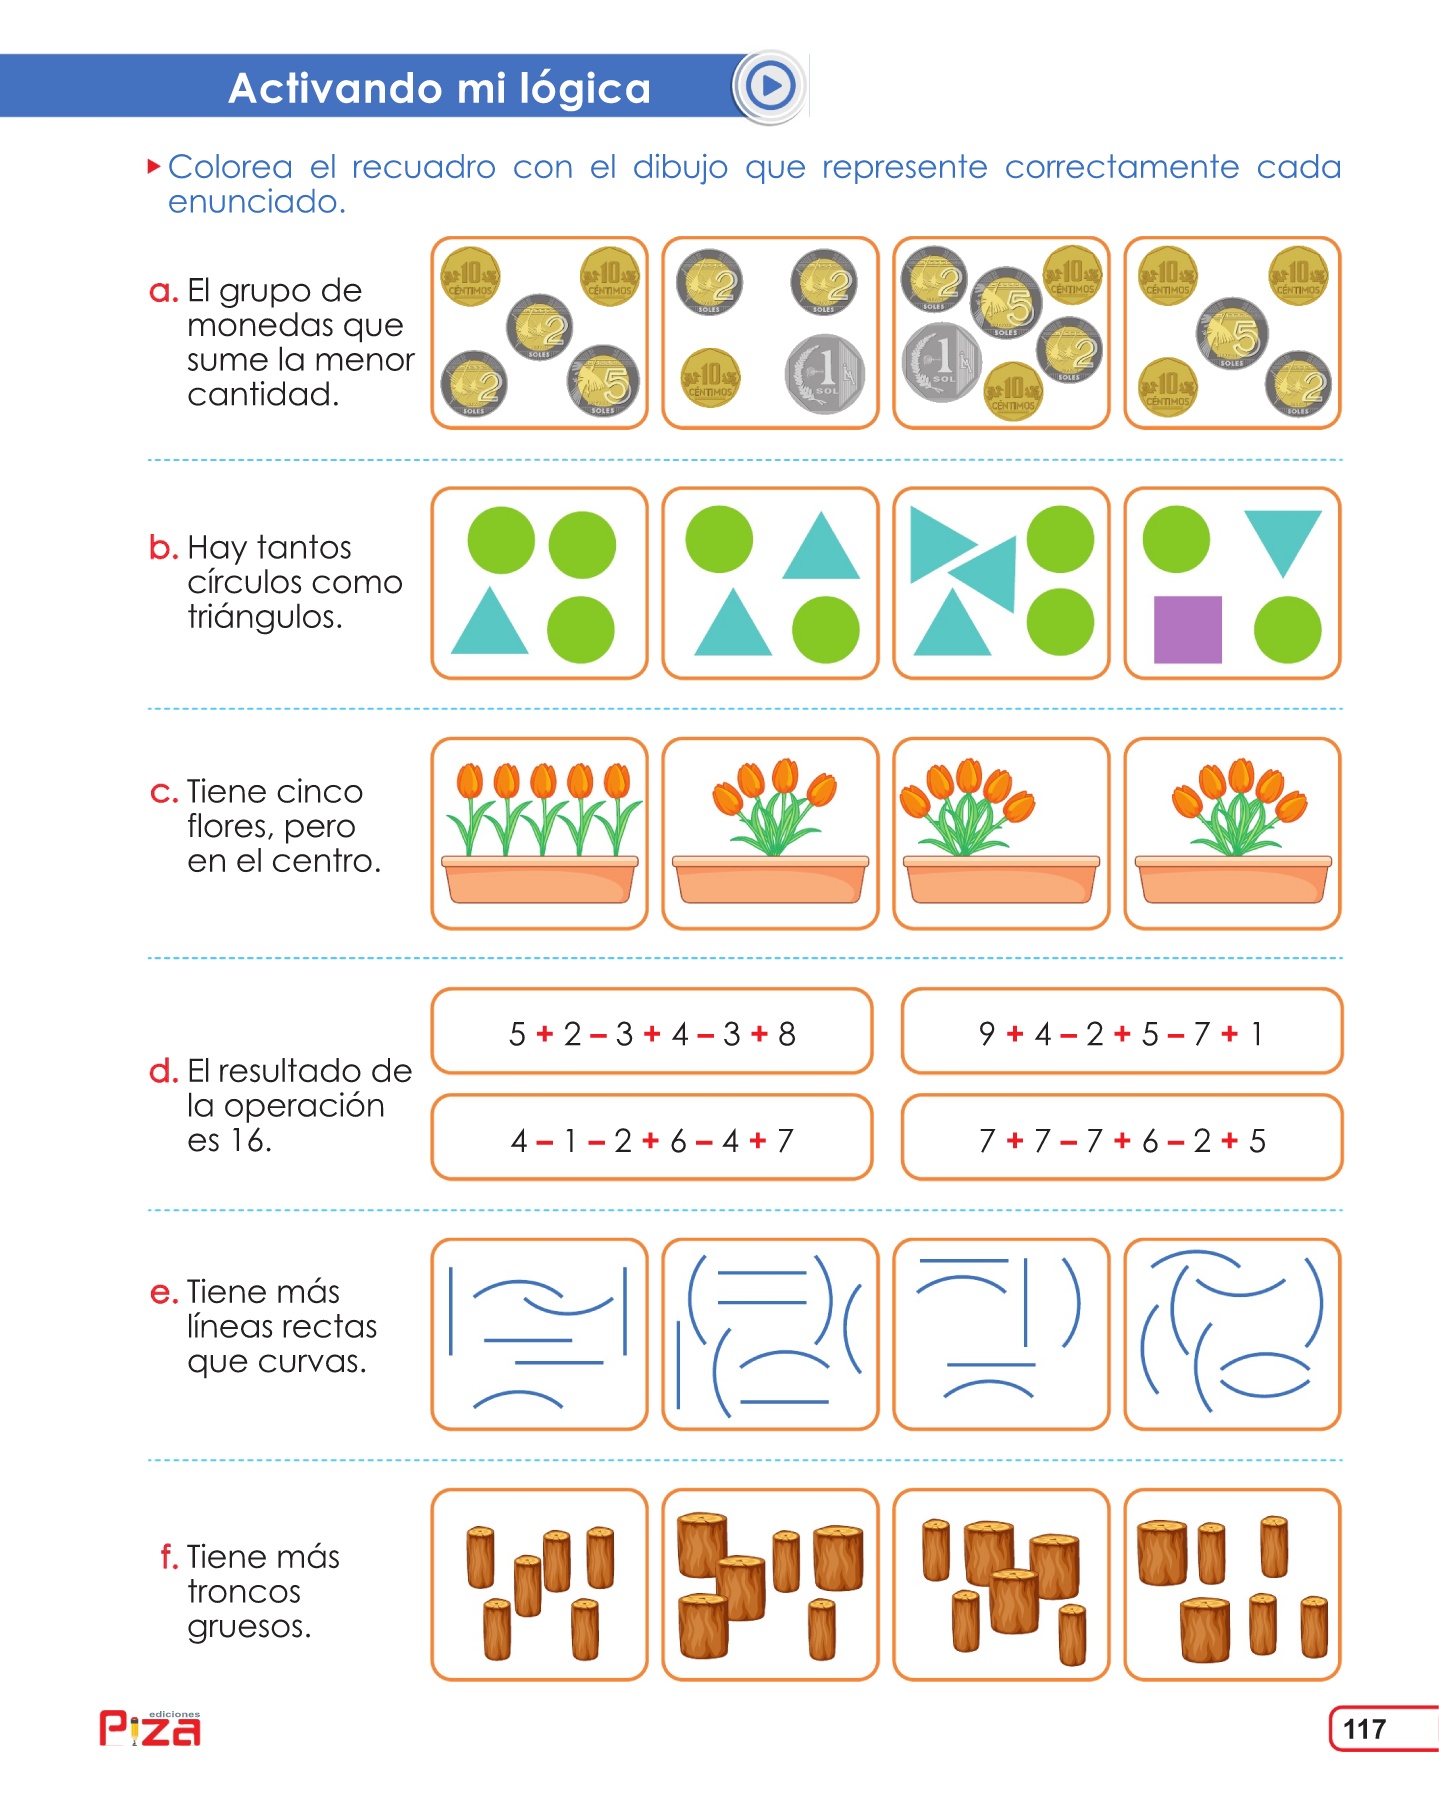 Activando mi lógica
Colorea el recuadro con el dibujo que represente correctamente cada
enunciado.
a. El grupo de
monedas que
sume la menor
cantidad.
10 CÉNTIMOS
10 CÉNTIMOS
2 SOLES
2 SOLES
5 SOLES
2 SOLES
2 SOLES
10 CÉNTIMOS
1 SOL
2 SOLES
5 SOLES
10 CÉNTIMOS
1 SOL
2 SOLES
10 CÉNTIMOS
10 CÉNTIMOS
10 CÉNTIMOS
5 SOLES
10 CÉNTIMOS
2 SOLES
b. Hay tantos
círculos como
triángulos.
c. Tiene cinco
flores, pero
en el centro.
d. El resultado de
la operación
es 16.
5 + 2 – 3 + 4 – 3 + 8
9 + 4 – 2 + 5 – 7 + 1
4 – 1 – 2 + 6 – 4 + 7
7 + 7 – 7 + 6 – 2 + 5
e. Tiene más
líneas rectas
que curvas.
f. Tiene más
troncos
gruesos.
ediciones
Piza
117